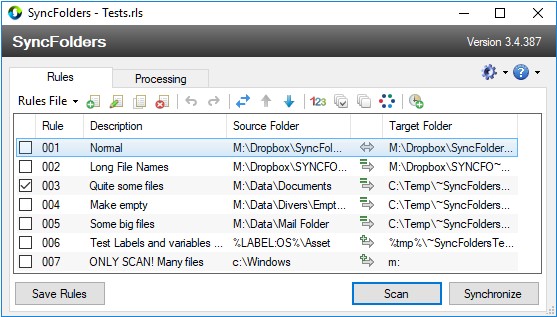 SyncFolders - Tests.rls
SyncFolders Version 3.4.387
Rules Processing
Rules File 123
Rule Description Source Folder Target Folder
001 Normal M:\Dropbox\SyncFol... M:\Dropbox\SyncFolder...
002 Long File Names M:\Dropbox\SYNCFO... M:\Dropbox\SYNCFO~...
003 Quite some files M:\Data\Documents C:\Temp\~SyncFolders...
004 Make empty M:\Data\Divers\Empt... C:\Temp\~SyncFolders...
005 Some big files M:\Data\Mail Folder C:\Temp\~SyncFolders...
006 Test Labels and variables ... %LABEL:OS%\Asset %tmp%\~SyncFoldersTe...
007 ONLY SCAN! Many files c:\Windows m:
Save Rules Scan Synchronize